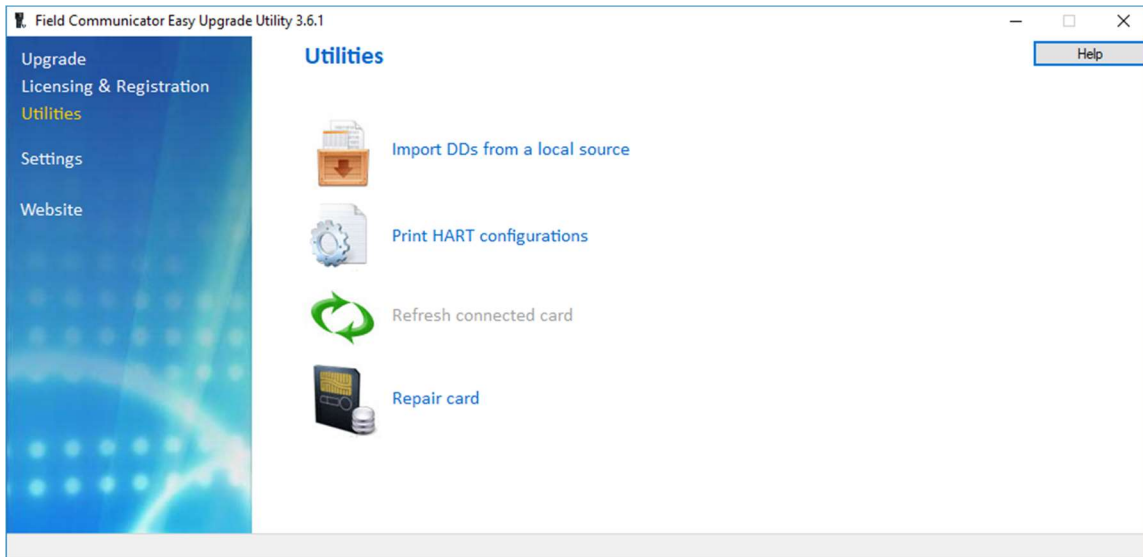 Field Communicator Easy Upgrade Utility 3.6.1
Upgrade
Licensing & Registration
Utilities
Settings
Website
Utilities
Help
Import DDs from a local source
Print HART configurations
Refresh connected card
Repair card